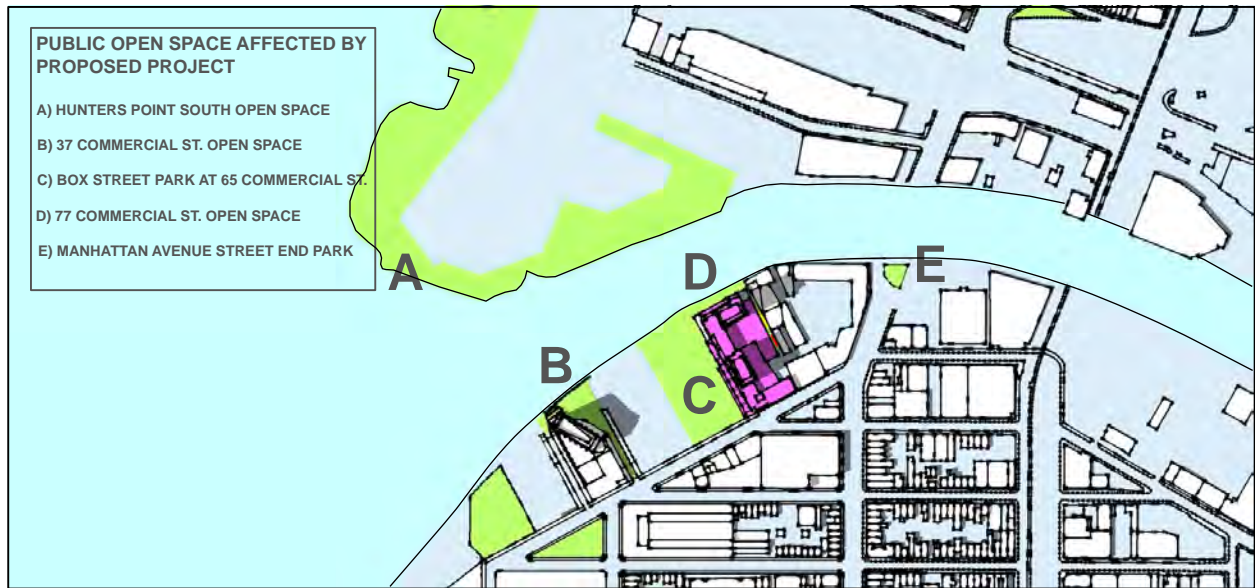 PUBLIC OPEN SPACE AFFECTED BY
PROPOSED PROJECT
A) HUNTERS POINT SOUTH OPEN SPACE
B) 37 COMMERCIAL ST. OPEN SPACE
C) BOX STREET PARK AT 65 COMMERCIAL ST.
D) 77 COMMERCIAL ST. OPEN SPACE
E) MANHATTAN AVENUE STREET END PARK
A
D
E
B
C